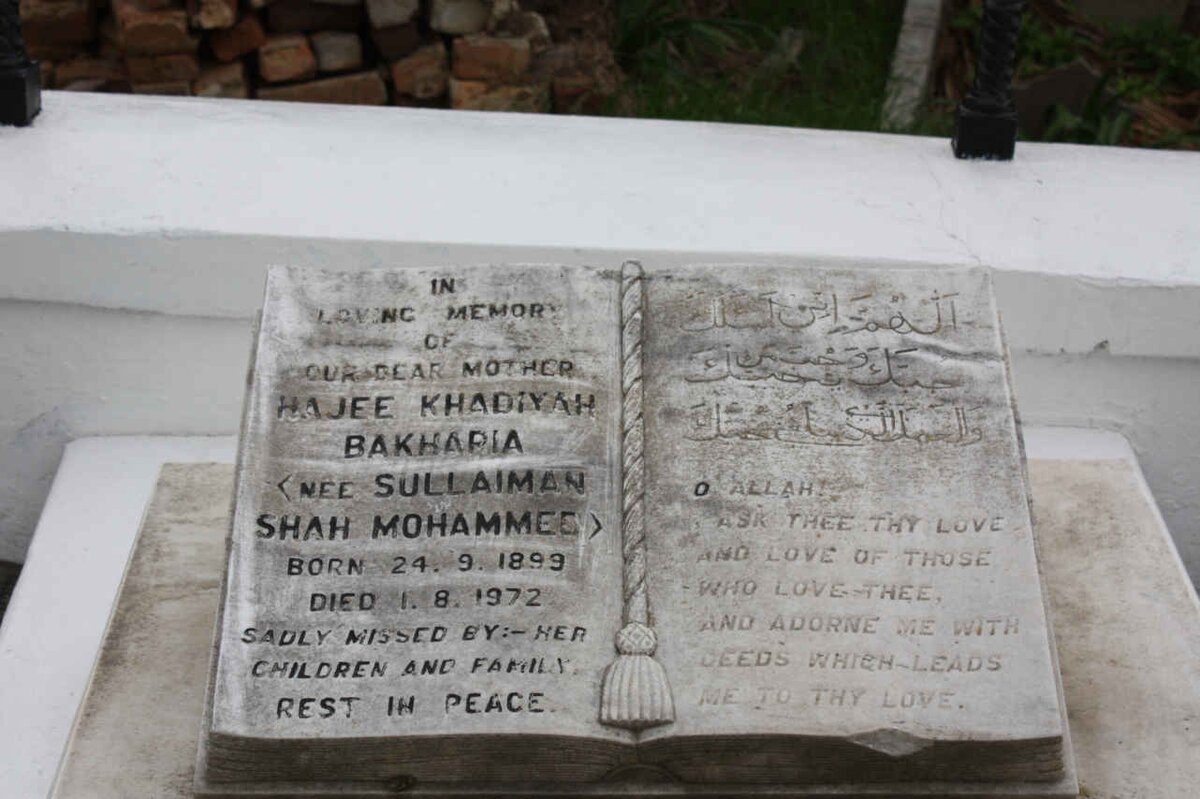 IN
LOVING MEMORY
OF
OUR DEAR MOTHER
HAJEE KHADIYAH
BAKHARIA
<NEE SULLAIMAN
SHAH MOHAMMED>
BORN 24. 9. 1899
DIED 1. 8. 1972
SADLY MISSED BY:- HER
CHILDREN AND FAMILY.
REST IN PEACE.
اللهم اني اسئلك
حبك وحب من
يحبك
والعمل الذي يبلغني حبك
O ALLAH!
I ASK THEE THY LOVE
AND LOVE OF THOSE
WHO LOVE THEE,
AND ADORNE ME WITH
DEEDS WHICH LEADS
ME TO THY LOVE.